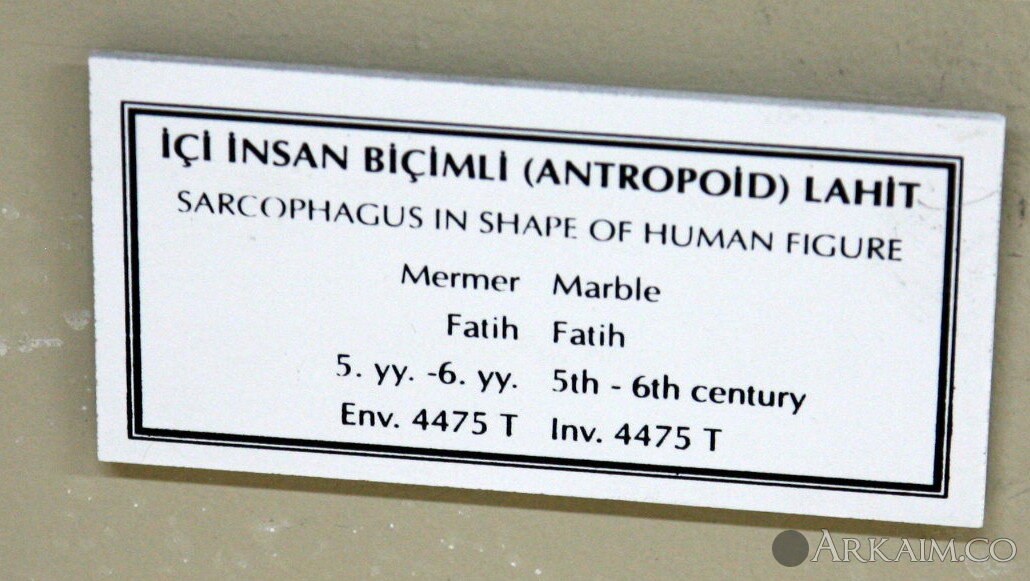 İÇİ İNSAN BİÇİMLİ (ANTROPOİD) LAHİT
SARCOPHAGUS IN SHAPE OF HUMAN FIGURE
Mermer Marble
Fatih Fatih
5. yy. -6. yy. 5th - 6th century
Env. 4475 T Inv. 4475 T
ARKAIM.CO